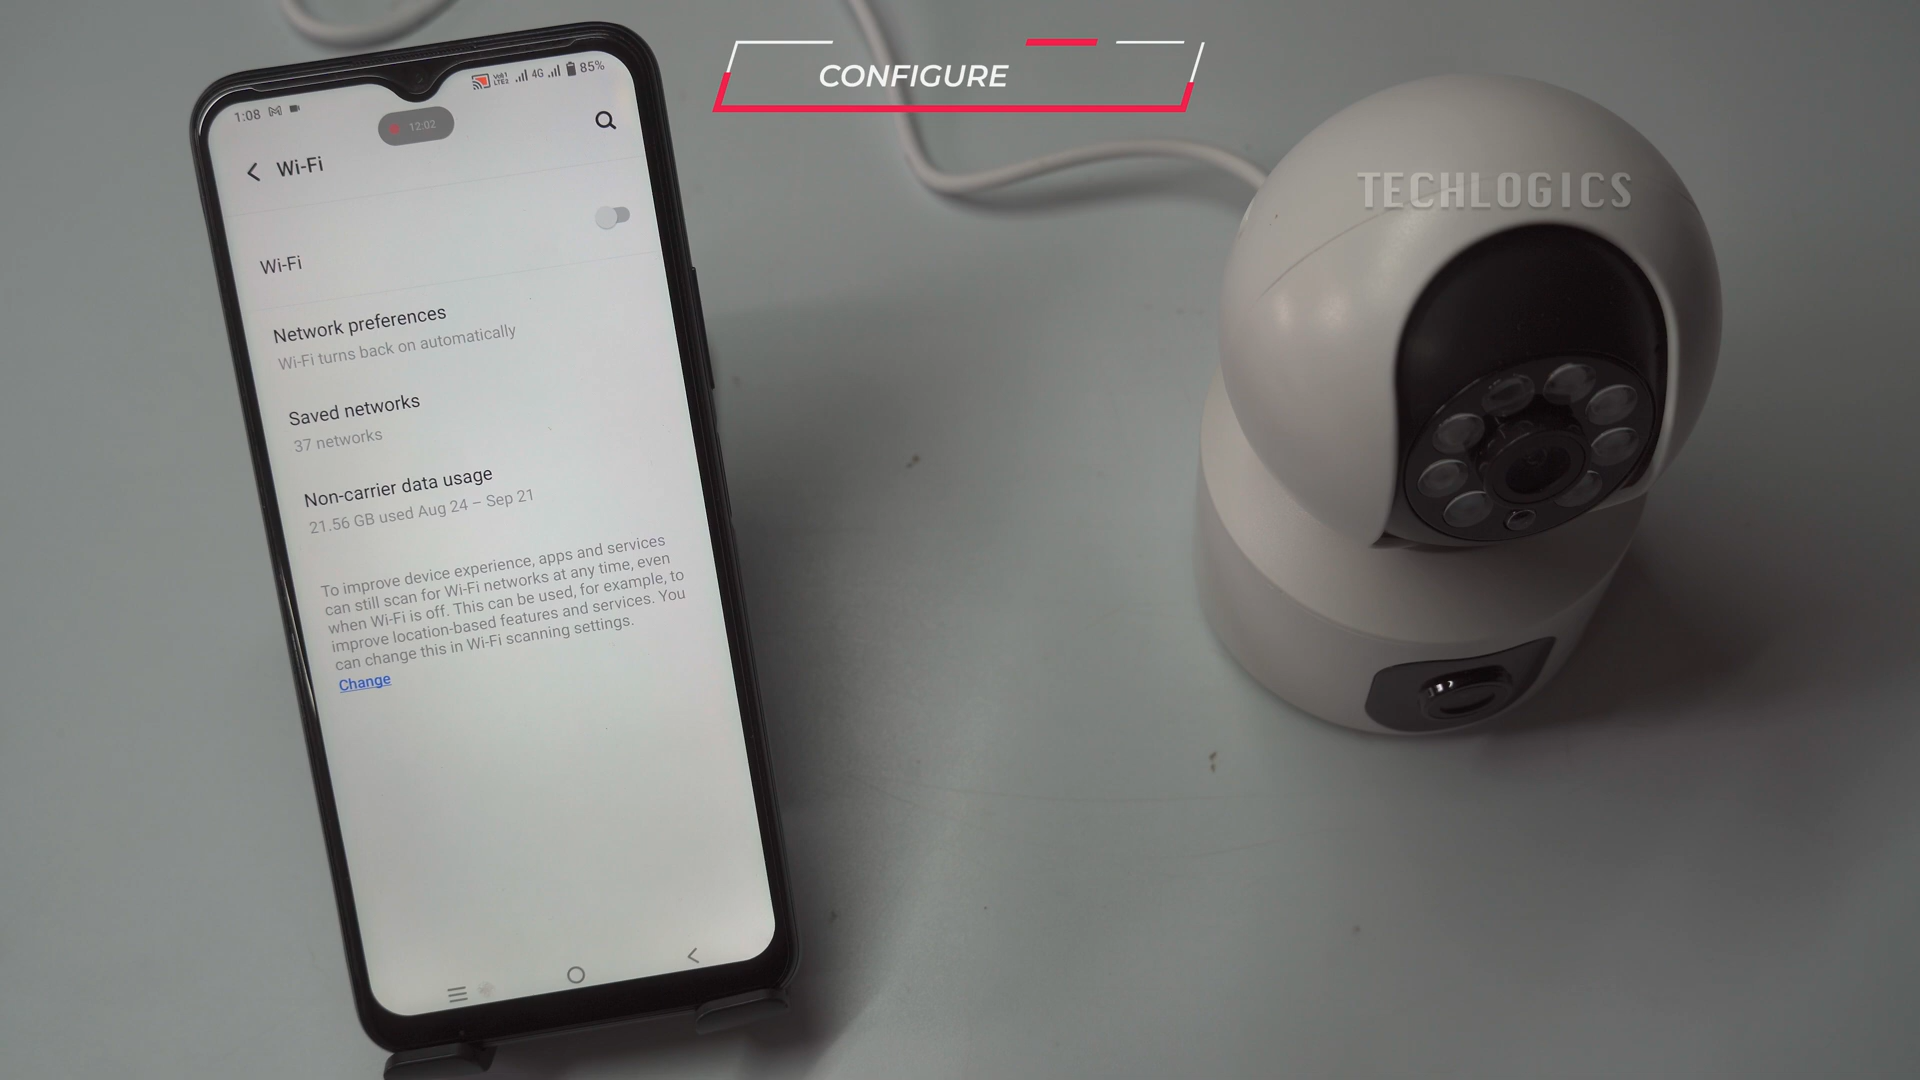 CONFIGURE
TECHLOGICS
1:08
4G 85%
12:02
Wi-Fi
Wi-Fi
Network preferences
Wi-Fi turns back on automatically
Saved networks
37 networks
Non-carrier data usage
21.56 GB used Aug 24 – Sep 21
To improve device experience, apps and services
can still scan for Wi-Fi networks at any time, even
when Wi-Fi is off. This can be used, for example, to
improve location-based features and services. You
can change this in Wi-Fi scanning settings.
Change